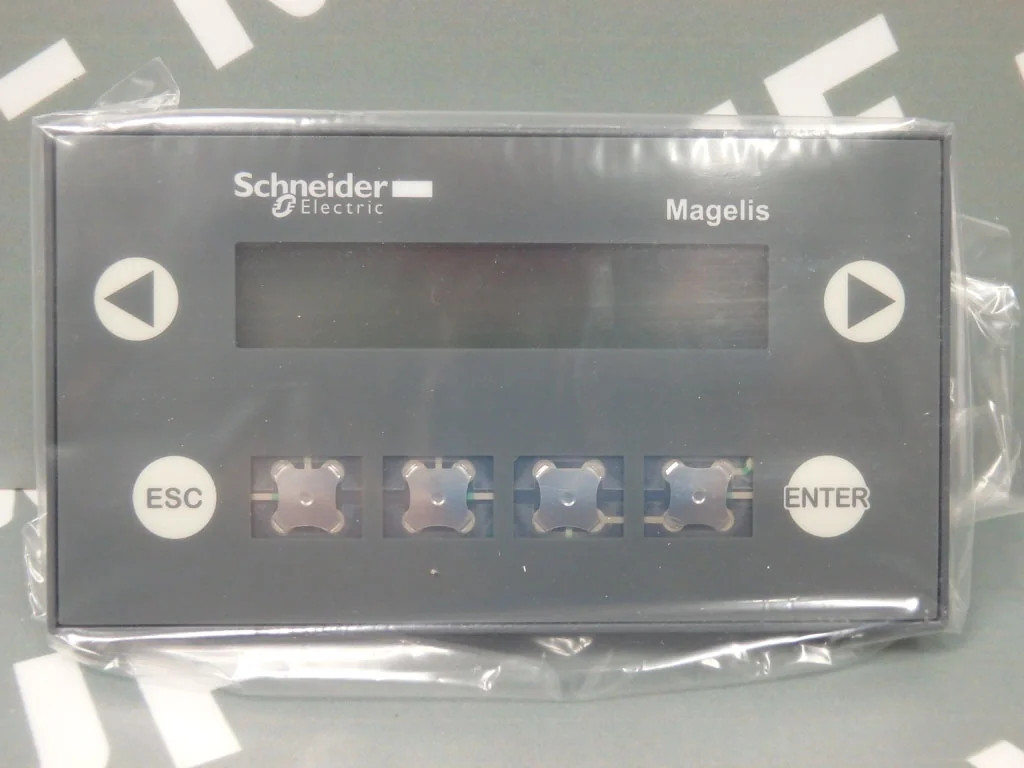 Schneider
Electric
Magelis
ESC
ENTER